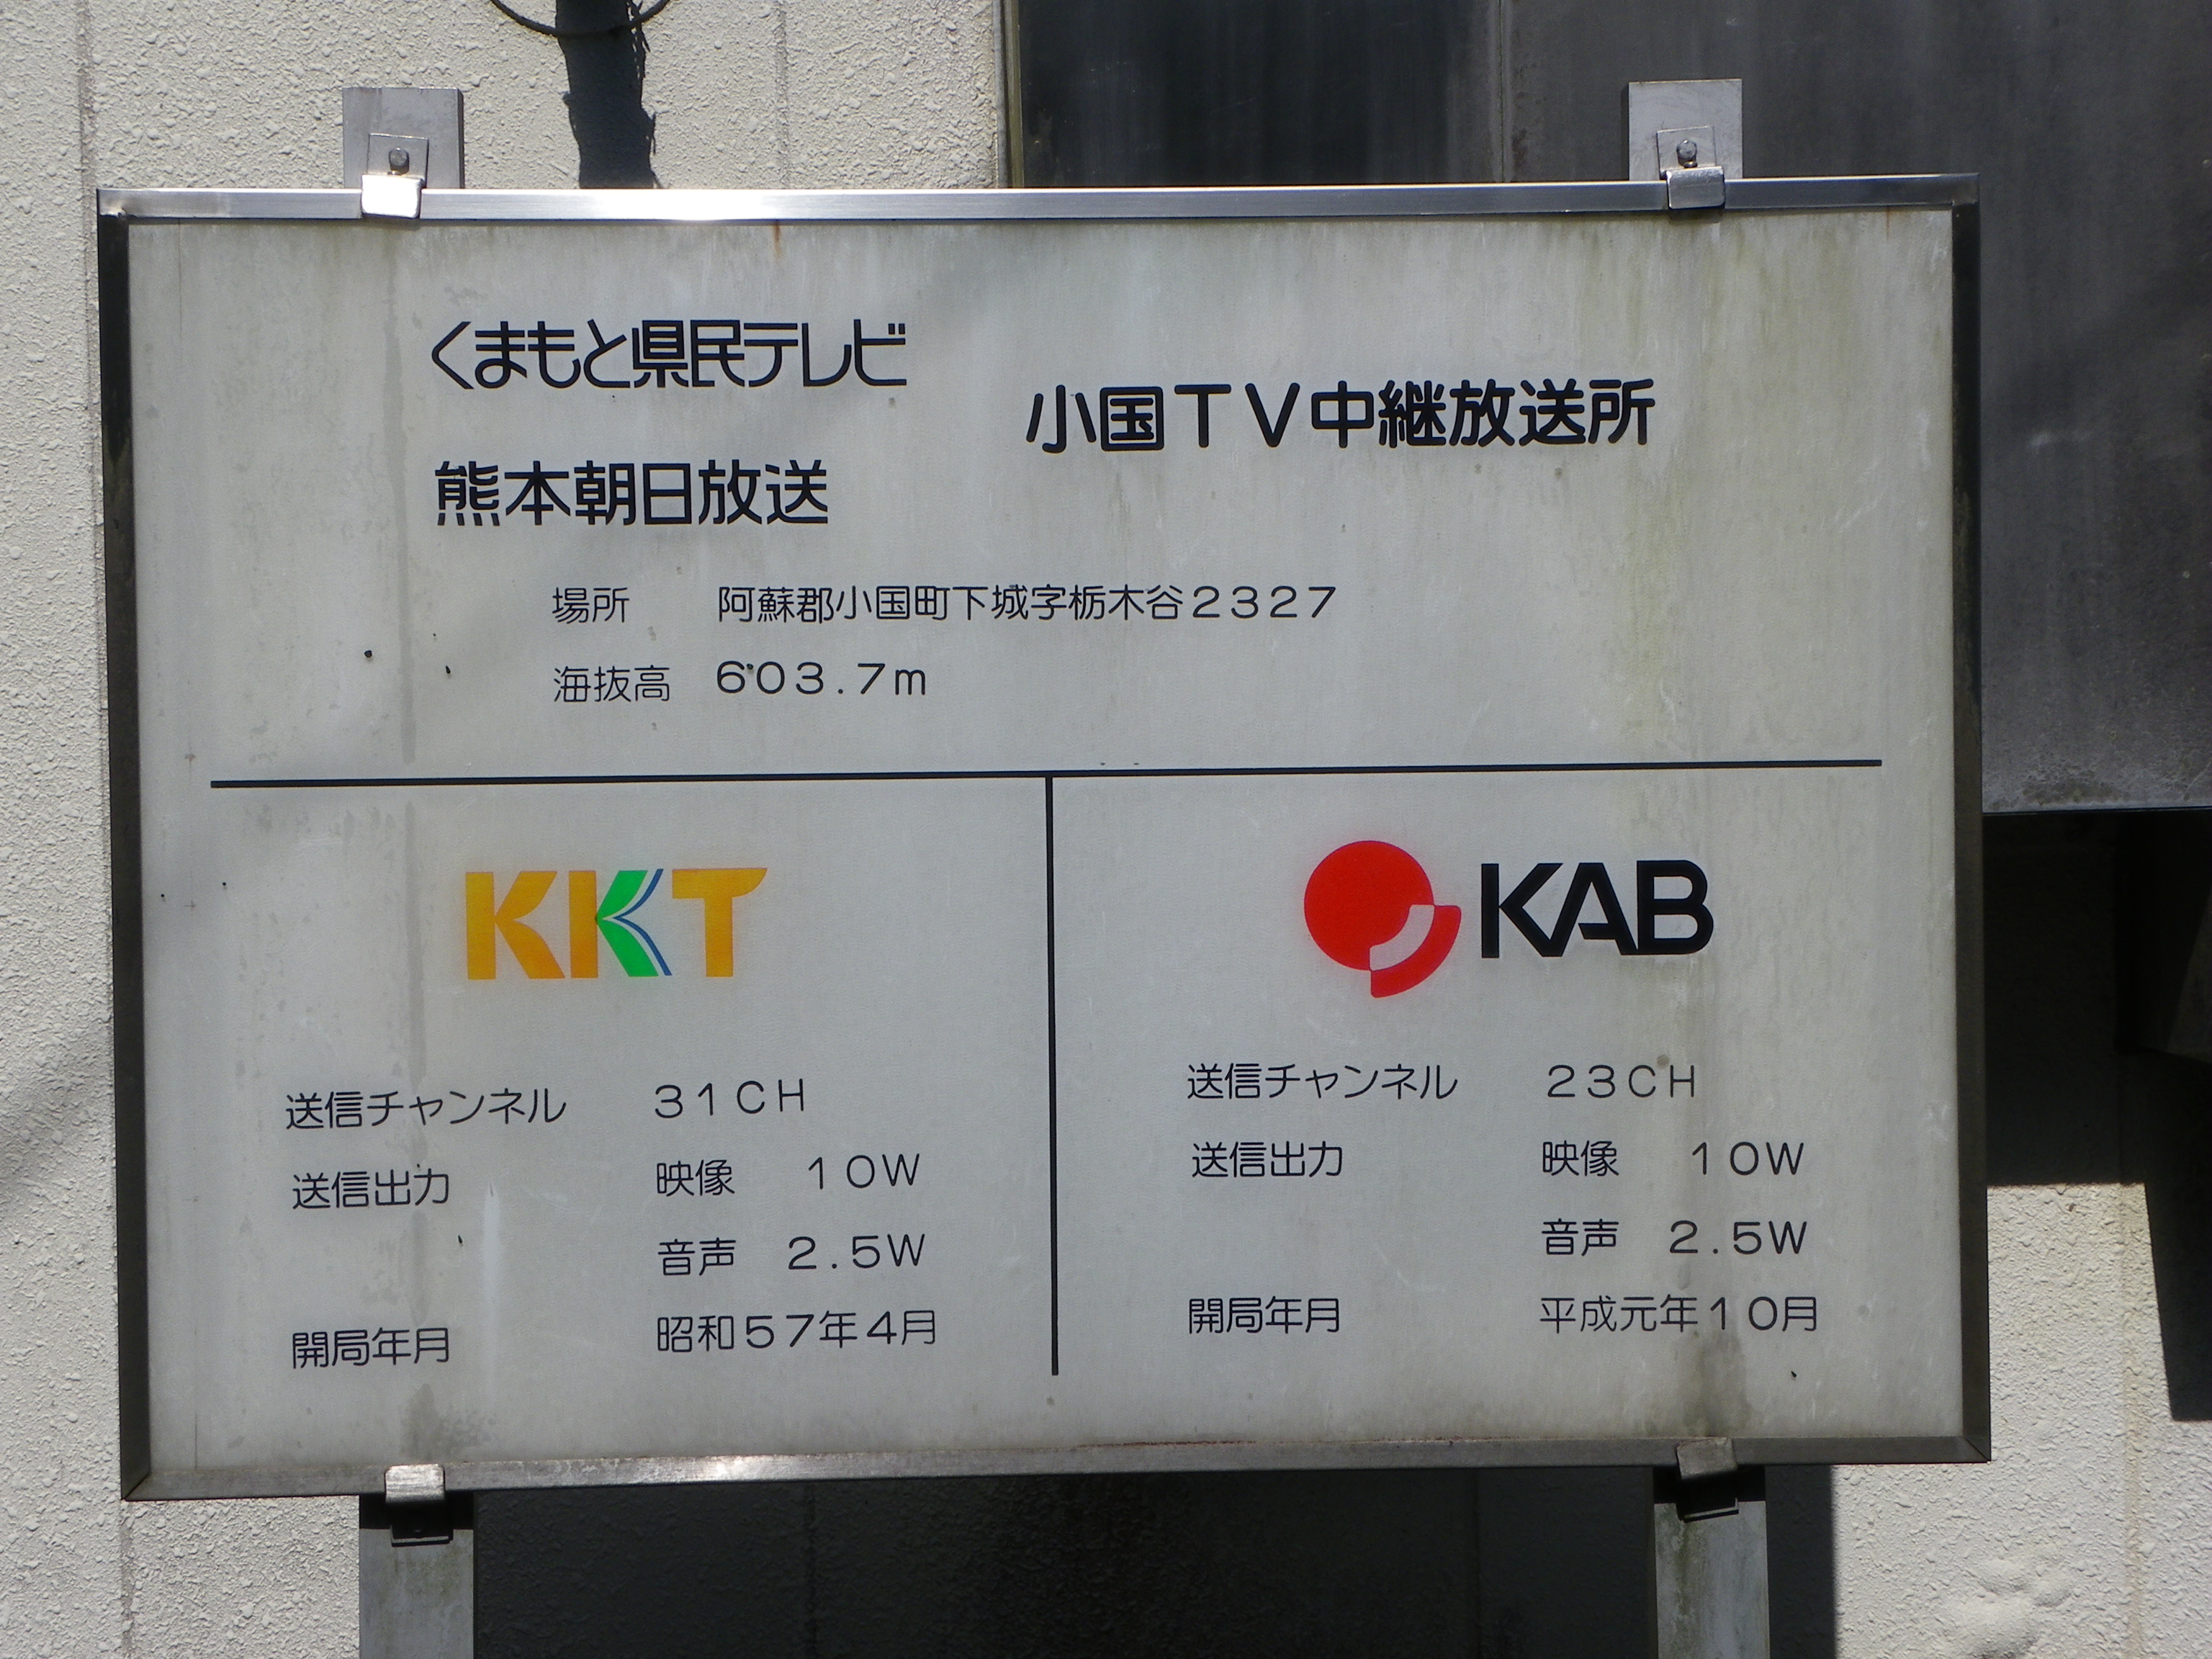 くまもと県民テレビ
小国ＴＶ中継放送所
熊本朝日放送
場所 阿蘇郡小国町下城字栃木谷２３２７
海抜高 ６０３．７ｍ
KKT
送信チャンネル ３１ＣＨ
送信出力 映像 １０Ｗ
音声 ２．５Ｗ
開局年月 昭和５７年４月
KAB
送信チャンネル ２３ＣＨ
送信出力 映像 １０Ｗ
音声 ２．５Ｗ
開局年月 平成元年１０月